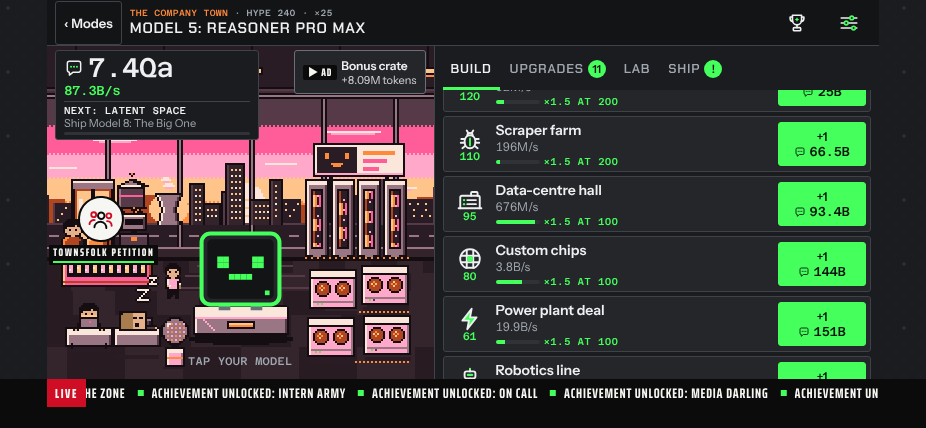 ‹ Modes
THE COMPANY TOWN · HYPE 240 · ×25
MODEL 5: REASONER PRO MAX
7.40a
87.3B/s
NEXT: LATENT SPACE
Ship Model 8: The Big One
AD
Bonus crate
+8.09M tokens
TOWNSFOLK PETITION
Z
Z
TAP YOUR MODEL
BUILD
UPGRADES 11
LAB
SHIP !
120
×1.5 AT 200
25B
Scraper farm
196M/s
110
×1.5 AT 200
+1
66.5B
Data-centre hall
676M/s
95
×1.5 AT 100
+1
93.4B
Custom chips
3.8B/s
80
×1.5 AT 100
+1
144B
Power plant deal
19.9B/s
61
×1.5 AT 100
+1
151B
Robotics line
+1
LIVE
HE ZONE ■ ACHIEVEMENT UNLOCKED: INTERN ARMY ■ ACHIEVEMENT UNLOCKED: ON CALL ■ ACHIEVEMENT UNLOCKED: MEDIA DARLING ■ ACHIEVEMENT UN